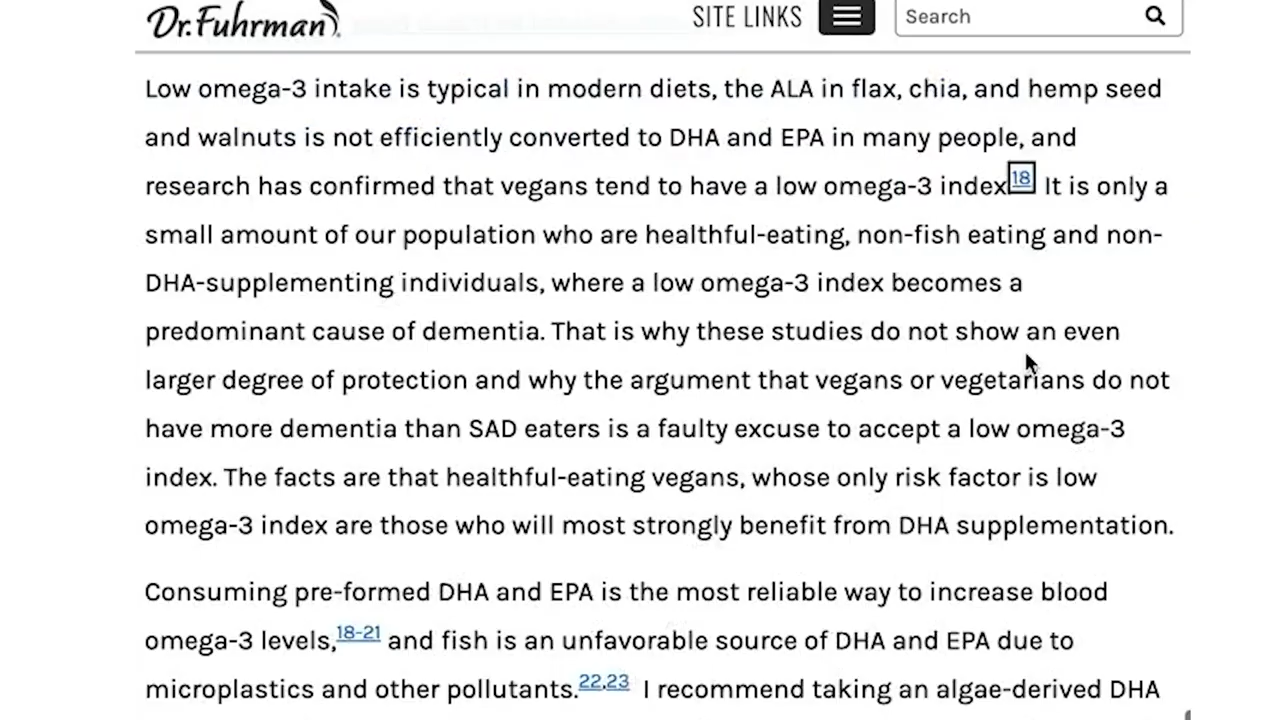 Dr. Fuhrman
SITE LINKS
Search
Low omega-3 intake is typical in modern diets, the ALA in flax, chia, and hemp seed
and walnuts is not efficiently converted to DHA and EPA in many people, and
research has confirmed that vegans tend to have a low omega-3 index18 It is only a
small amount of our population who are healthful-eating, non-fish eating and non-
DHA-supplementing individuals, where a low omega-3 index becomes a
predominant cause of dementia. That is why these studies do not show an even
larger degree of protection and why the argument that vegans or vegetarians do not
have more dementia than SAD eaters is a faulty excuse to accept a low omega-3
index. The facts are that healthful-eating vegans, whose only risk factor is low
omega-3 index are those who will most strongly benefit from DHA supplementation.
Consuming pre-formed DHA and EPA is the most reliable way to increase blood
omega-3 levels,18-21 and fish is an unfavorable source of DHA and EPA due to
microplastics and other pollutants.22,23 I recommend taking an algae-derived DHA